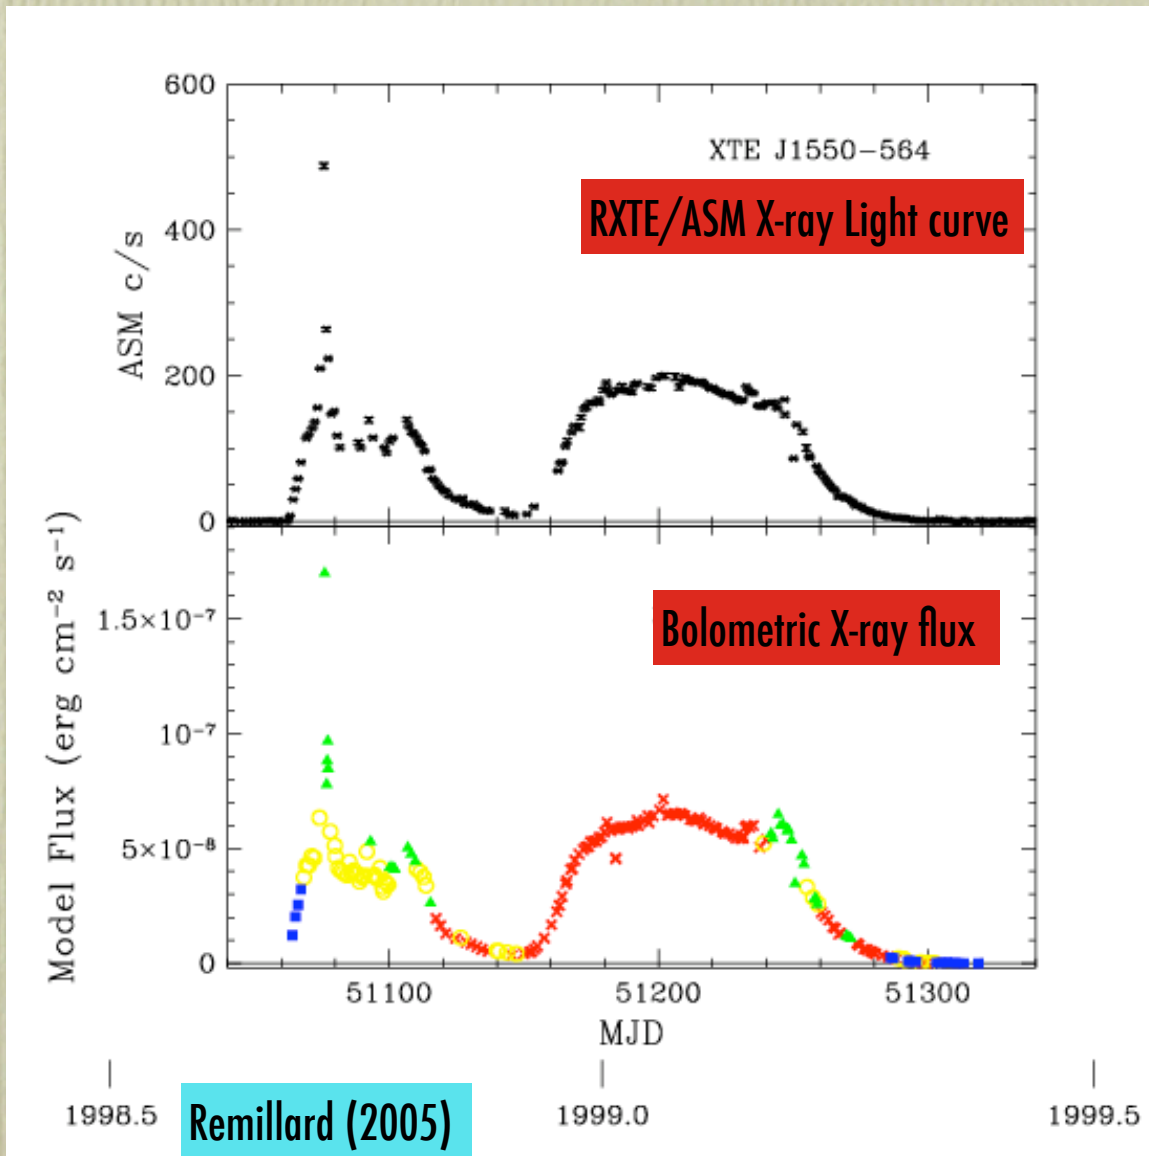 600
XTE J1550−564
RXTE/ASM X-ray Light curve
400
ASM c/s
200
0
Model Flux (erg cm⁻² s⁻¹)
Bolometric X-ray flux
1.5×10⁻⁷
10⁻⁷
5×10⁻⁸
0
51100 51200 51300
MJD
1998.5 1999.0 1999.5
Remillard (2005)